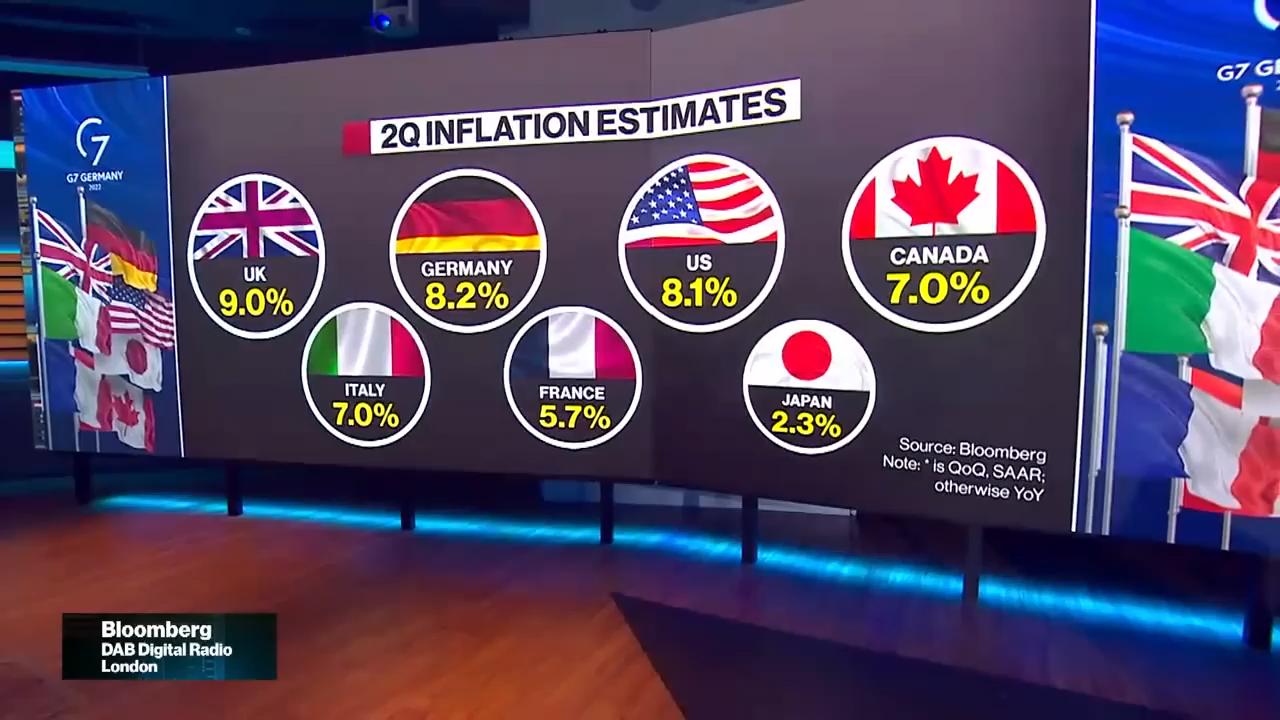 2Q INFLATION ESTIMATES
G7
G7 GERMANY
2022
UK
9.0%
GERMANY
8.2%
US
8.1%
CANADA
7.0%
ITALY
7.0%
FRANCE
5.7%
JAPAN
2.3%
Source: Bloomberg
Note: * is QoQ, SAAR;
otherwise YoY
G7 GE
Bloomberg
DAB Digital Radio
London